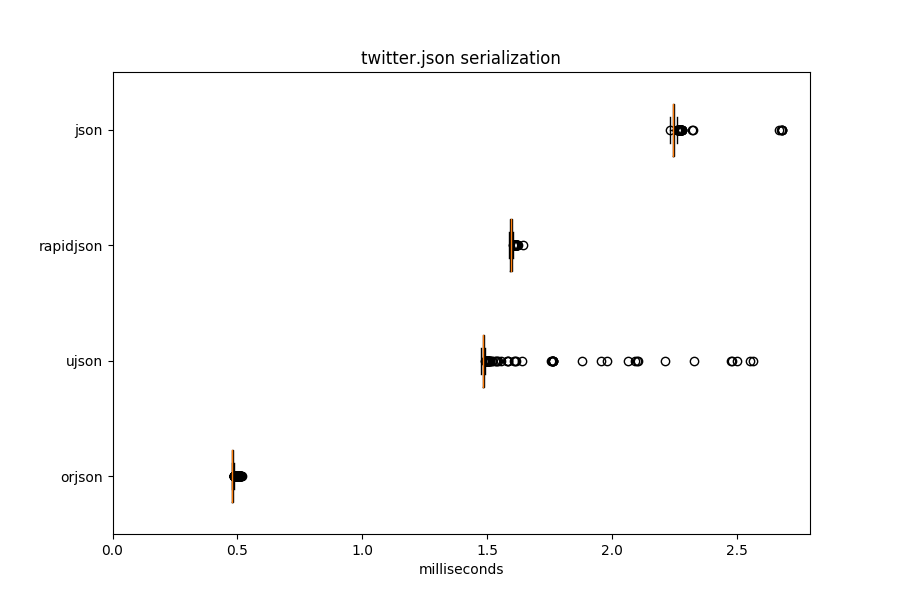 twitter.json serialization
json
rapidjson
ujson
orjson
0.0 0.5 1.0 1.5 2.0 2.5
milliseconds